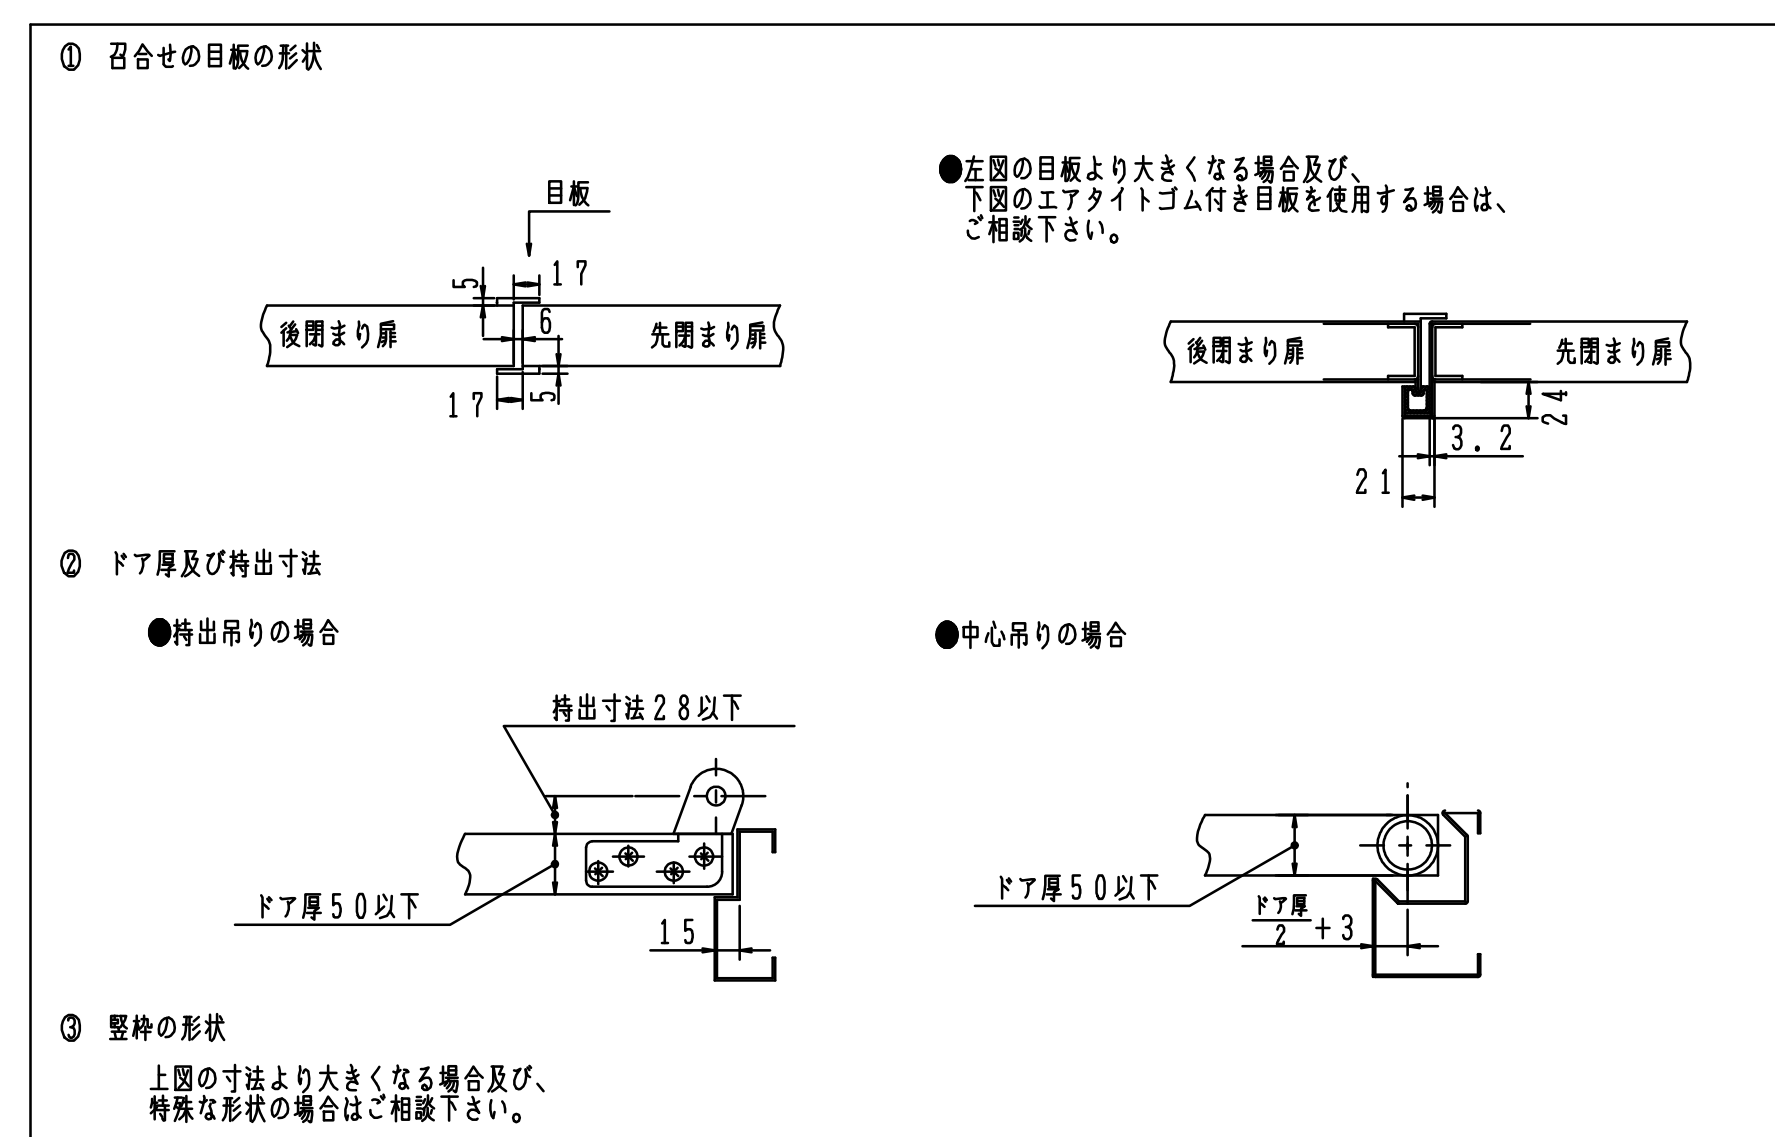 ① 召合せの目板の形状
●左図の目板より大きくなる場合及び、
下図のエアタイトゴム付き目板を使用する場合は、
ご相談下さい。
目板
5
17
6
後閉まり扉
先閉まり扉
17
5
後閉まり扉
先閉まり扉
24
3.2
21
② ドア厚及び持出寸法
●持出吊りの場合
●中心吊りの場合
持出寸法28以下
ドア厚50以下
15
ドア厚50以下
ドア厚
2
+3
③ 竪枠の形状
上図の寸法より大きくなる場合及び、
特殊な形状の場合はご相談下さい。